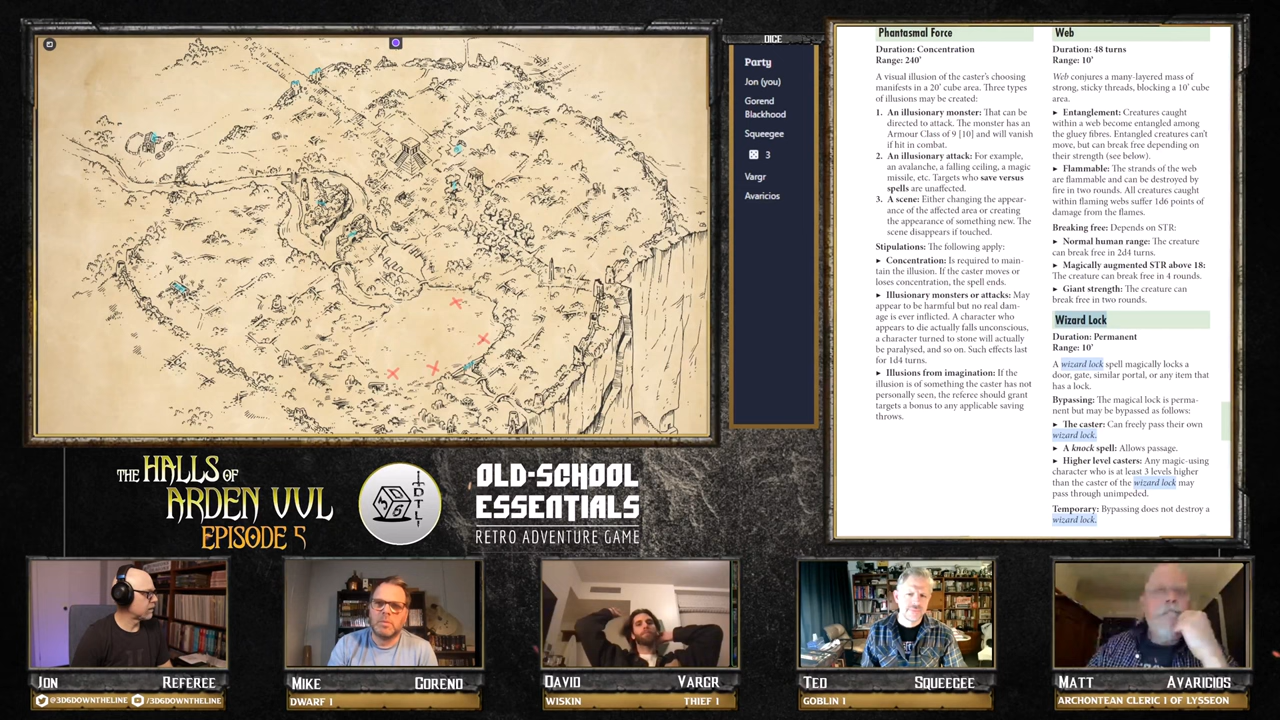 DICE
Party
Jon (you)
Gorend
Blackhood
Squeegee
3
Vargr
Avaricios
Phantasmal Force
Duration: Concentration
Range: 240'
A visual illusion of the caster's choosing
manifests in a 20' cube area. Three types
of illusions may be created:
1. An illusionary monster: That can be
directed to attack. The monster has an
Armour Class of 9 [10] and will vanish
if hit in combat.
2. An illusionary attack: For example,
an avalanche, a falling ceiling, a magic
missile, etc. Targets who save versus
spells are unaffected.
3. A scene: Either changing the appear-
ance of the affected area or creating
the appearance of something new. The
scene disappears if touched.
Stipulations: The following apply:
► Concentration: Is required to main-
tain the illusion. If the caster moves or
loses concentration, the spell ends.
► Illusionary monsters or attacks: May
appear to be harmful but no real dam-
age is ever inflicted. A character who
appears to die actually falls unconscious,
a character turned to stone will actually
be paralysed, and so on. Such effects last
for 1d4 turns.
► Illusions from imagination: If the
illusion is of something the caster has not
personally seen, the referee should grant
targets a bonus to any applicable saving
throws.
Web
Duration: 48 turns
Range: 10'
Web conjures a many-layered mass of
strong, sticky threads, blocking a 10' cube
area.
► Entanglement: Creatures caught
within a web become entangled among
the gluey fibres. Entangled creatures can't
move, but can break free depending on
their strength (see below).
► Flammable: The strands of the web
are flammable and can be destroyed by
fire in two rounds. All creatures caught
within flaming webs suffer 1d6 points of
damage from the flames.
Breaking free: Depends on STR:
► Normal human range: The creature
can break free in 2d4 turns.
► Magically augmented STR above 18:
The creature can break free in 4 rounds.
► Giant strength: The creature can
break free in two rounds.
Wizard Lock
Duration: Permanent
Range: 10'
A wizard lock spell magically locks a
door, gate, similar portal, or any item that
has a lock.
Bypassing: The magical lock is perma-
nent but may be bypassed as follows:
► The caster: Can freely pass their own
wizard lock.
► A knock spell: Allows passage.
► Higher level casters: Any magic-using
character who is at least 3 levels higher
than the caster of the wizard lock may
pass through unimpeded.
Temporary: Bypassing does not destroy a
wizard lock.
THE HALLS OF
ARDEN VUL
EPISODE 5
3D6
DTL
OLD-SCHOOL
ESSENTIALS
RETRO ADVENTURE GAME
JON REFEREE
@3D6DOWNTHELINE /3D6DOWNTHELINE
MIKE GOREND
DWARF 1
DAVID VARGR
WISKIN THIEF 1
TED SQUEEGEE
GOBLIN 1
MATT AVARICIOS
ARCHONTEAN CLERIC 1 OF LYSSEON